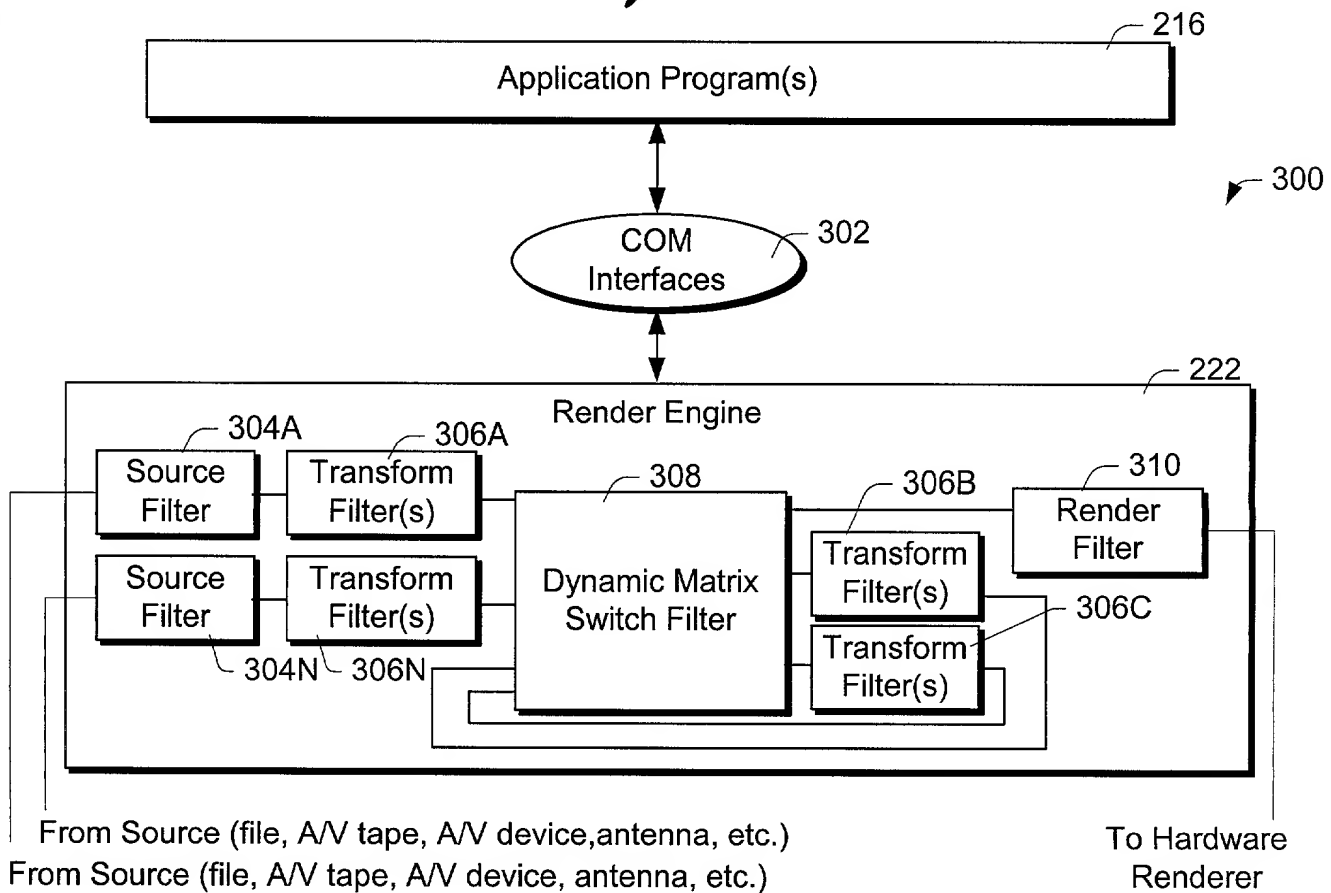 216
Application Program(s)
300
COM
Interfaces
302
222
Render Engine
304A
306A
308
306B
310
Source
Filter
Transform
Filter(s)
Render
Filter
Source
Filter
Transform
Filter(s)
Dynamic Matrix
Switch Filter
Transform
Filter(s)
306C
304N
306N
Transform
Filter(s)
From Source (file, A/V tape, A/V device,antenna, etc.)
From Source (file, A/V tape, A/V device, antenna, etc.)
To Hardware
Renderer